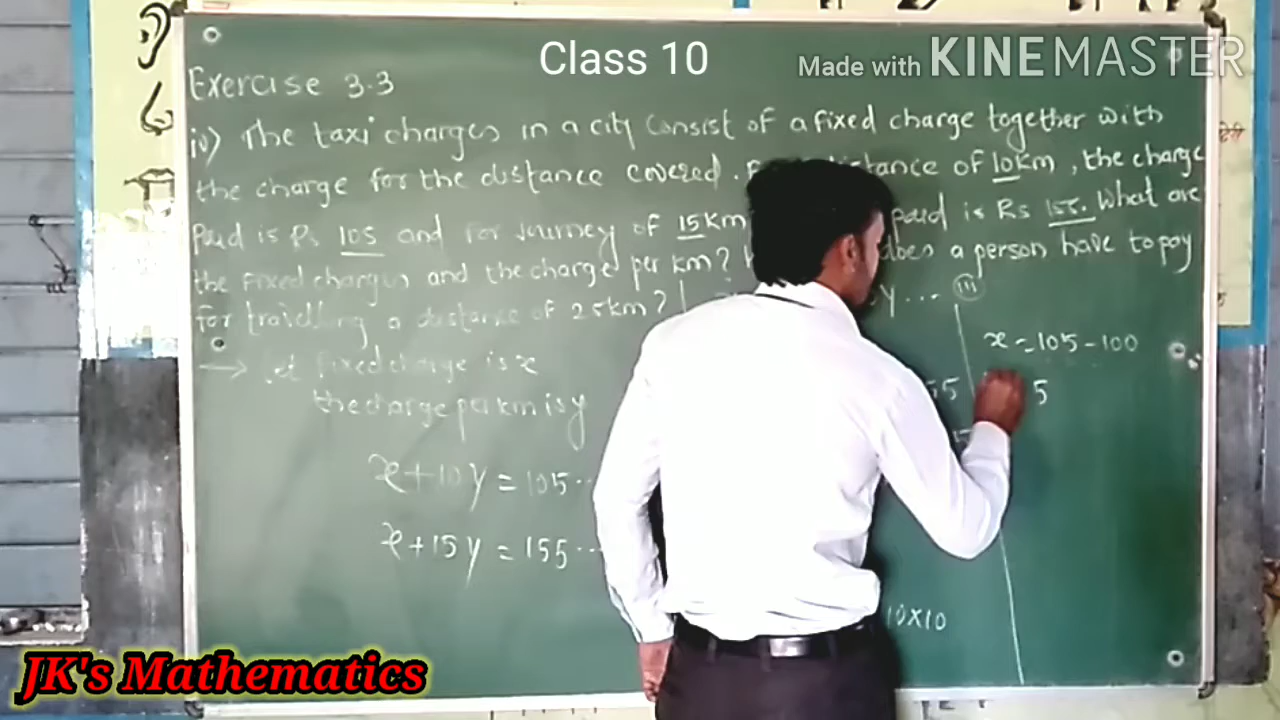 Class 10
Made with KINEMASTER
Exercise 3.3
iv) The taxi charges in a city consist of a fixed charge together with
the charge for the distance covered. distance of 10km, the charge
paid is Rs 105 and for journey of 15km paid is Rs 155. What are
the fixed charges and the charges per km? does a person have to pay
for travelling a distance of 25km?
y ... (III)
x = 105 - 100
→ Let fixed charge is x
5
the charge per km is y
x + 10y = 105 ..
x + 15y = 155 ...
10 x 10
JK's Mathematics